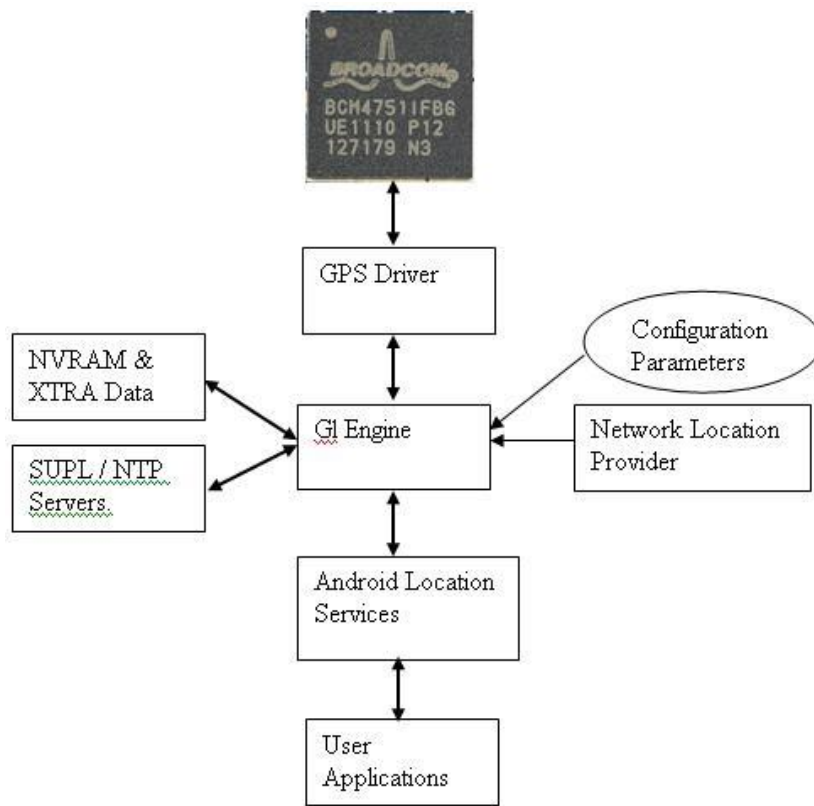 BROADCOM®
BCM4751IFBG
UE1110 P12
127179 N3
GPS Driver
Configuration
Parameters
NVRAM &
XTRA Data
Gl Engine
Network Location
Provider
SUPL / NTP
Servers.
Android Location
Services
User
Applications